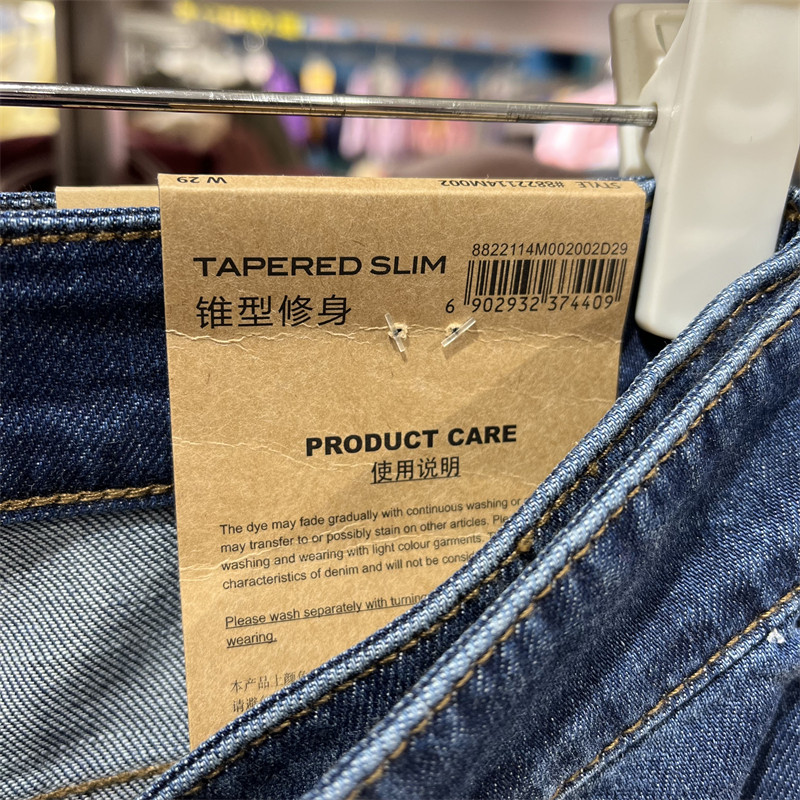 W 29
STYLE #8822114M002
8822114M002002D29
TAPERED SLIM
锥型修身
6 902932 374409
PRODUCT CARE
使用说明
The dye may fade gradually with continuous washing or
may transfer to or possibly stain on other articles.
washing and wearing with light colour garments.
characteristics of denim and will not be
Please wash separately with turning
wearing.
本产品上
请避